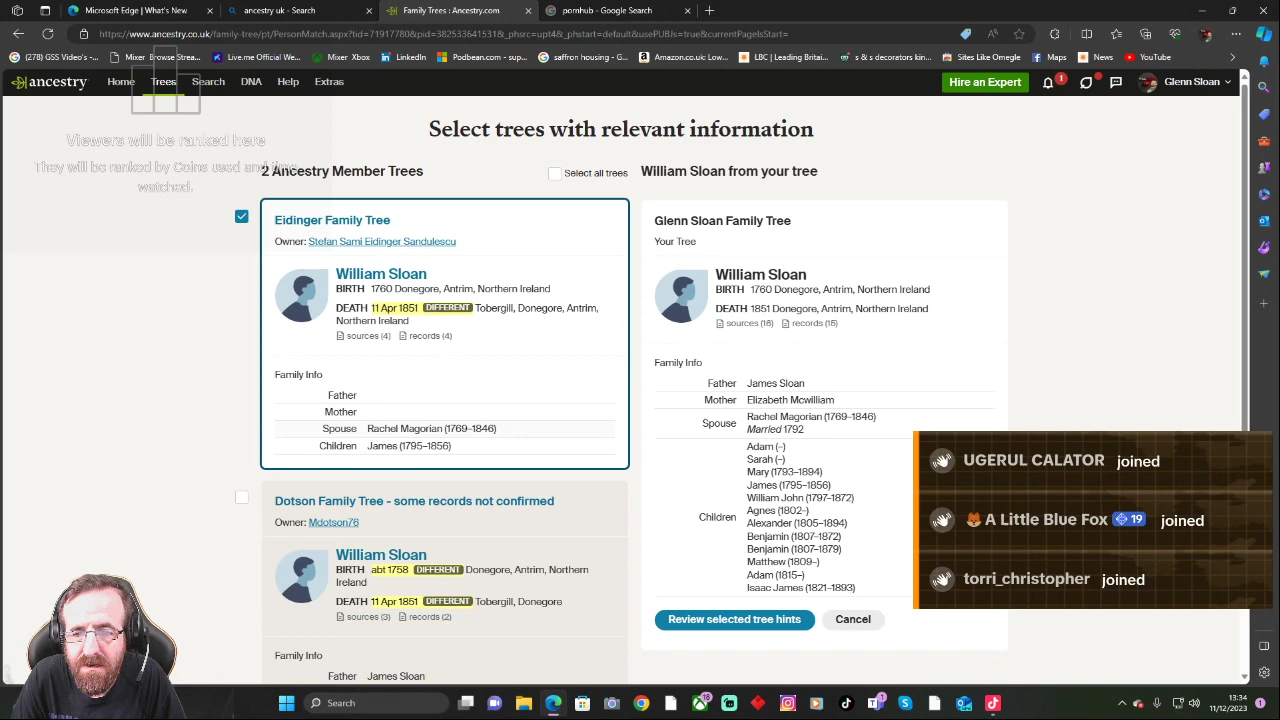 Microsoft Edge | What's New
ancestry uk - Search
Family Trees : Ancestry.com
pornhub - Google Search
https://www.ancestry.co.uk/family-tree/pt/PersonMatch.aspx?tid=71917780&pid=382533641531&_phsrc=upt4&_phstart=default&usePUBJs=true&currentPageIsStart=
(278) GSS Video's -...
Mixer Browse Strea...
Live.me Official We...
Mixer Xbox
LinkedIn
Podbean.com - sup...
saffron housing - G...
Amazon.co.uk: Low...
LBC | Leading Britai...
s & s decorators kin...
Sites Like Omegle
Maps
YouTube
ancestry
Home
Trees
Search
DNA
Help
Extras
Hire an Expert
1
Glenn Sloan
Viewers will be ranked here
They will be ranked by Coins used and time watched.
Select trees with relevant information
2 Ancestry Member Trees
Select all trees
William Sloan from your tree
Eidinger Family Tree
Owner: Stefan Sami Eidinger Sandulescu
William Sloan
BIRTH 1760 Donegore, Antrim, Northern Ireland
DEATH 11 Apr 1851 DIFFERENT Tobergill, Donegore, Antrim,
Northern Ireland
sources (4) records (4)
Family Info
Father
Mother
Spouse Rachel Magorian (1769–1846)
Children James (1795–1856)
Dotson Family Tree - some records not confirmed
Owner: Mdotson76
William Sloan
BIRTH abt 1758 DIFFERENT Donegore, Antrim, Northern
Ireland
DEATH 11 Apr 1851 DIFFERENT Tobergill, Donegore
sources (3) records (2)
Family Info
Father James Sloan
Glenn Sloan Family Tree
Your Tree
William Sloan
BIRTH 1760 Donegore, Antrim, Northern Ireland
DEATH 1851 Donegore, Antrim, Northern Ireland
sources (16) records (15)
Family Info
Father James Sloan
Mother Elizabeth Mcwilliam
Spouse Rachel Magorian (1769–1846)
Married 1792
Children
Adam (–)
Sarah (–)
Mary (1793–1894)
James (1795–1856)
William John (1797–1872)
Agnes (1802–)
Alexander (1805–1894)
Benjamin (1807–1872)
Benjamin (1807–1879)
Matthew (1809–)
Adam (1815–)
Isaac James (1821–1893)
Review selected tree hints
Cancel
UGERUL CALATOR joined
A Little Blue Fox 19 joined
torri_christopher joined
Search
18
1
13:34
11/12/2023